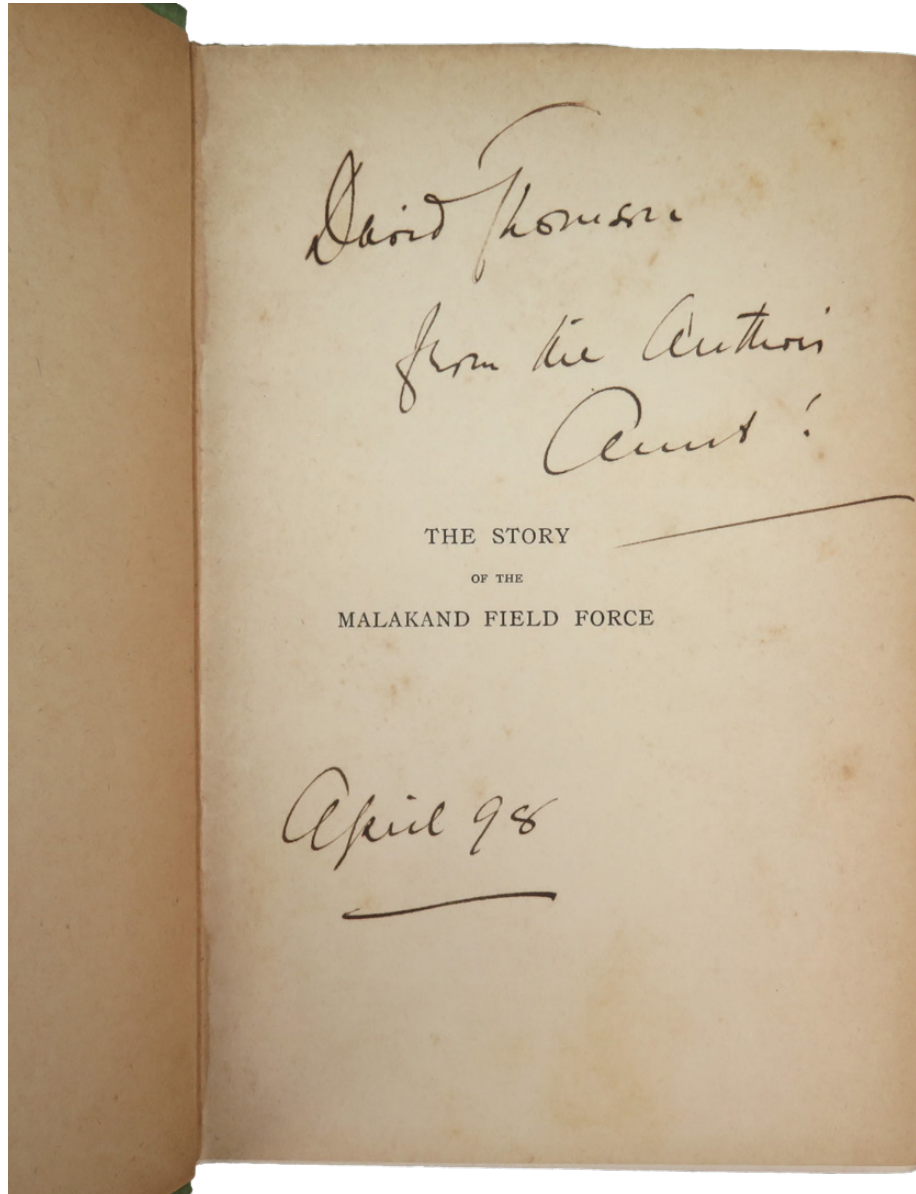 David Thomson
from the Author's
Aunt!
THE STORY
OF THE
MALAKAND FIELD FORCE
April 98